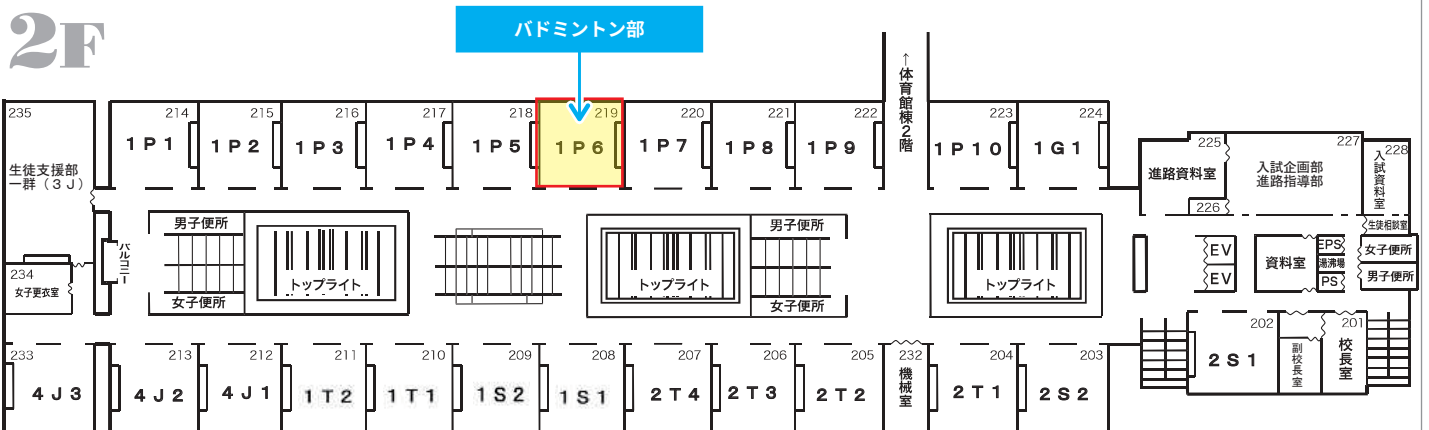 2F
バドミントン部
↑体育館棟2階
235
生徒支援部
一群(3J)
214
1P1
215
1P2
216
1P3
217
1P4
218
1P5
219
1P6
220
1P7
221
1P8
222
1P9
223
1P10
224
1G1
225
進路資料室
226
227
入試企画部
進路指導部
228
入試資料室
生徒相談室
バルコニー
男子便所
女子便所
トップライト
トップライト
男子便所
女子便所
トップライト
EV
EV
資料室
EPS
湯沸場
PS
女子便所
男子便所
234
女子更衣室
233
4J3
213
4J2
212
4J1
211
1T2
210
1T1
209
1S2
208
1S1
207
2T4
206
2T3
205
2T2
232
機械室
204
2T1
203
2S2
202
2S1
副校長室
201
校長室